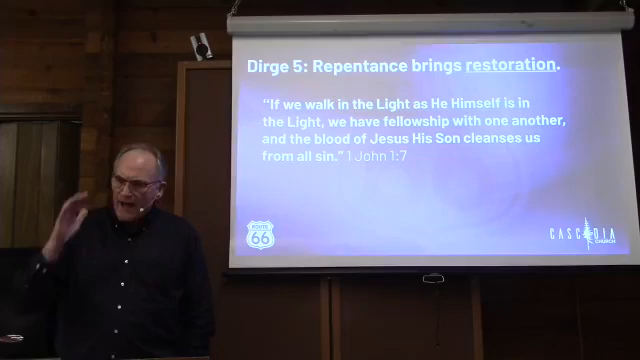 Dirge 5: Repentance brings restoration.
“If we walk in the Light as He Himself is in
the Light, we have fellowship with one another,
and the blood of Jesus His Son cleanses us
from all sin.” 1 John 1:7
ROUTE
66
CASCADIA
CHURCH